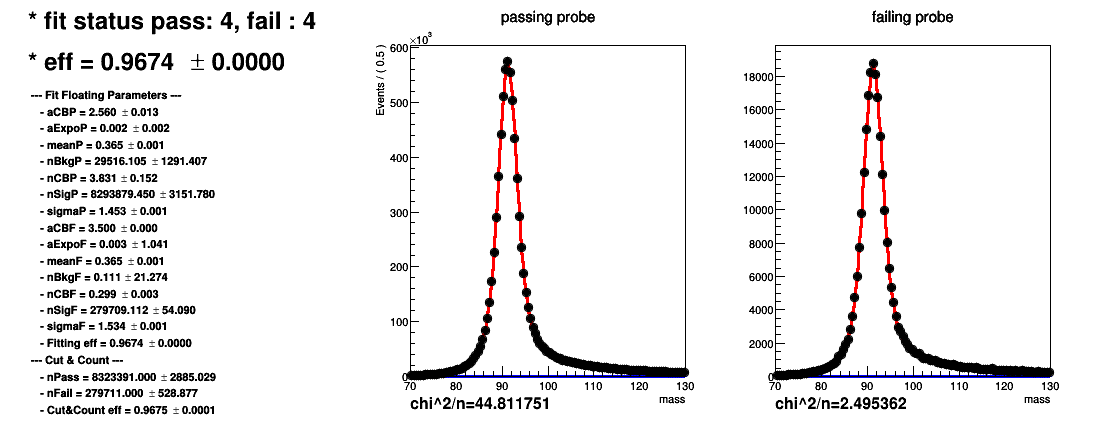 * fit status pass: 4, fail : 4
* eff = 0.9674 ± 0.0000
--- Fit Floating Parameters ---
- aCBP = 2.560 ± 0.013
- aExpoP = 0.002 ± 0.002
- meanP = 0.365 ± 0.001
- nBkgP = 29516.105 ± 1291.407
- nCBP = 3.831 ± 0.152
- nSigP = 8293879.450 ± 3151.780
- sigmaP = 1.453 ± 0.001
- aCBF = 3.500 ± 0.000
- aExpoF = 0.003 ± 1.041
- meanF = 0.365 ± 0.001
- nBkgF = 0.111 ± 21.274
- nCBF = 0.299 ± 0.003
- nSigF = 279709.112 ± 54.090
- sigmaF = 1.534 ± 0.001
- Fitting eff = 0.9674 ± 0.0000
--- Cut & Count ---
- nPass = 8323391.000 ± 2885.029
- nFail = 279711.000 ± 528.877
- Cut&Count eff = 0.9675 ± 0.0001
passing probe
×10³
Events / ( 0.5 )
600
500
400
300
200
100
0
70 80 90 100 110 120 130
mass
chi^2/n=44.811751
failing probe
18000
16000
14000
12000
10000
8000
6000
4000
2000
0
70 80 90 100 110 120 130
mass
chi^2/n=2.495362